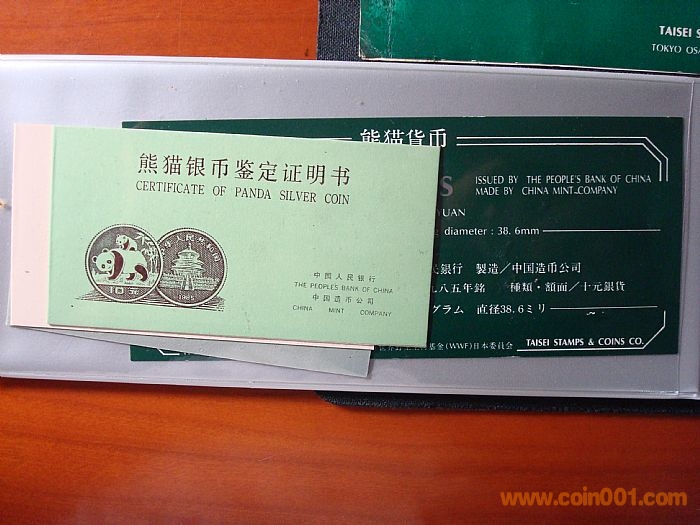 TAISEI S
TOKYO OSA
熊猫貨币
S
ISSUED BY THE PEOPLE'S BANK OF CHINA
MADE BY CHINA MINT COMPANY
UAN
diameter : 38.6mm
民銀行 製造／中国造币公司
八五年銘 種類・額面／十元銀貨
グラム 直径38.6ミリ
基金(WWF)日本委員会
TAISEI STAMPS & COINS CO.
熊猫银币鉴定证明书
CERTIFICATE OF PANDA SILVER COIN
10元
1985
中国人民银行
THE PEOPLES BANK OF CHINA
中国造币公司
CHINA MINT COMPANY
www.coin001.com